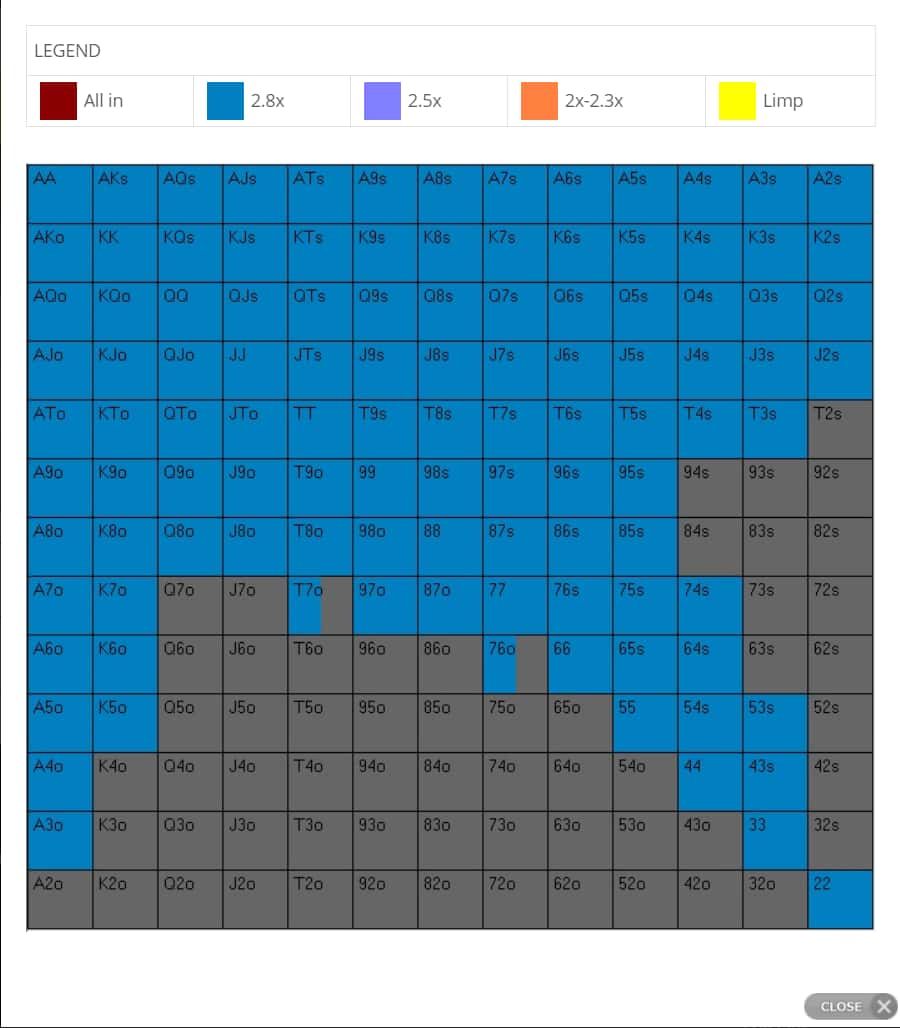 LEGEND
All in 2.8x 2.5x 2x-2.3x Limp
AA AKs AQs AJs ATs A9s A8s A7s A6s A5s A4s A3s A2s
AKo KK KQs KJs KTs K9s K8s K7s K6s K5s K4s K3s K2s
AQo KQo QQ QJs QTs Q9s Q8s Q7s Q6s Q5s Q4s Q3s Q2s
AJo KJo QJo JJ JTs J9s J8s J7s J6s J5s J4s J3s J2s
ATo KTo QTo JTo TT T9s T8s T7s T6s T5s T4s T3s T2s
A9o K9o Q9o J9o T9o 99 98s 97s 96s 95s 94s 93s 92s
A8o K8o Q8o J8o T8o 98o 88 87s 86s 85s 84s 83s 82s
A7o K7o Q7o J7o T7o 97o 87o 77 76s 75s 74s 73s 72s
A6o K6o Q6o J6o T6o 96o 86o 76o 66 65s 64s 63s 62s
A5o K5o Q5o J5o T5o 95o 85o 75o 65o 55 54s 53s 52s
A4o K4o Q4o J4o T4o 94o 84o 74o 64o 54o 44 43s 42s
A3o K3o Q3o J3o T3o 93o 83o 73o 63o 53o 43o 33 32s
A2o K2o Q2o J2o T2o 92o 82o 72o 62o 52o 42o 32o 22
CLOSE